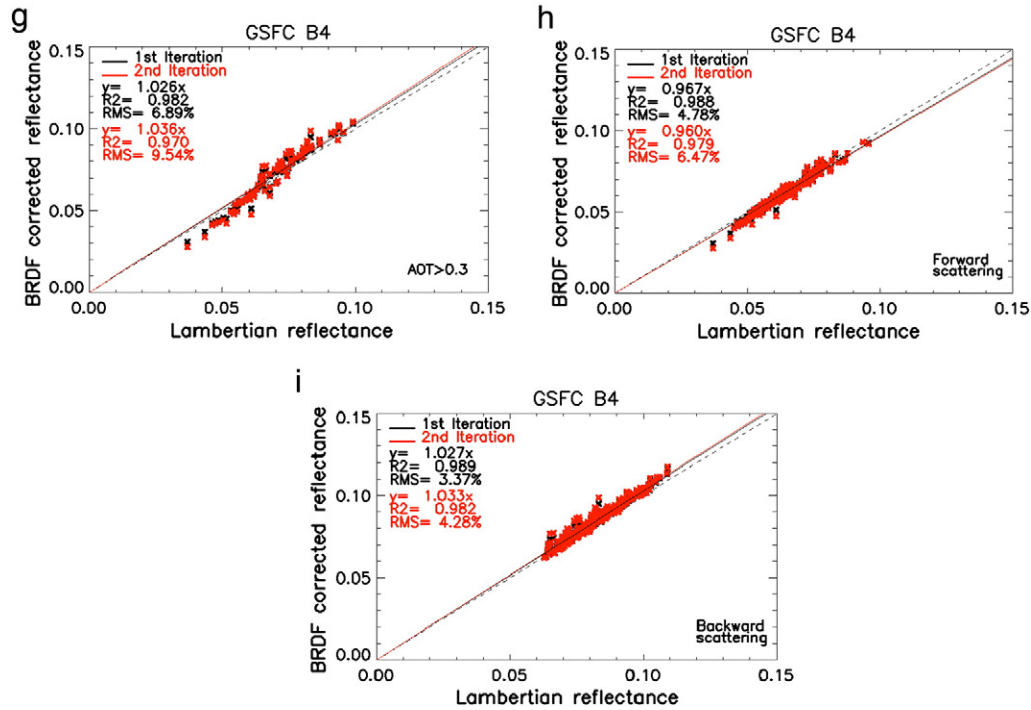 g
GSFC B4
0.15
0.10
0.05
0.00
BRDF corrected reflectance
1st Iteration
2nd Iteration
y= 1.026x
R2= 0.982
RMS= 6.89%
y= 1.036x
R2= 0.970
RMS= 9.54%
AOT>0.3
0.00 0.05 0.10 0.15
Lambertian reflectance
h
GSFC B4
0.15
0.10
0.05
0.00
BRDF corrected reflectance
1st Iteration
2nd Iteration
y= 0.967x
R2= 0.988
RMS= 4.78%
y= 0.960x
R2= 0.979
RMS= 6.47%
Forward
scattering
0.00 0.05 0.10 0.15
Lambertian reflectance
i
GSFC B4
0.15
0.10
0.05
0.00
BRDF corrected reflectance
1st Iteration
2nd Iteration
y= 1.027x
R2= 0.989
RMS= 3.37%
y= 1.033x
R2= 0.982
RMS= 4.28%
Backward
scattering
0.00 0.05 0.10 0.15
Lambertian reflectance